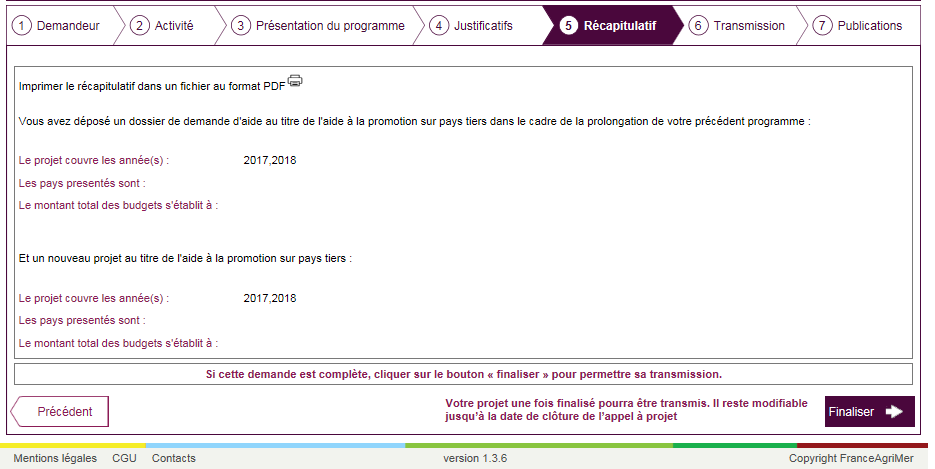 1 Demandeur 2 Activité 3 Présentation du programme 4 Justificatifs 5 Récapitulatif 6 Transmission 7 Publications
Imprimer le récapitulatif dans un fichier au format PDF
Vous avez déposé un dossier de demande d'aide au titre de l'aide à la promotion sur pays tiers dans le cadre de la prolongation de votre précédent programme :
Le projet couvre les année(s) : 2017,2018
Les pays presentés sont :
Le montant total des budgets s'établit à :
Et un nouveau projet au titre de l'aide à la promotion sur pays tiers :
Le projet couvre les année(s) : 2017,2018
Les pays presentés sont :
Le montant total des budgets s'établit à :
Si cette demande est complète, cliquer sur le bouton « finaliser » pour permettre sa transmission.
Précédent
Votre projet une fois finalisé pourra être transmis. Il reste modifiable
jusqu'à la date de clôture de l'appel à projet
Finaliser
Mentions légales CGU Contacts version 1.3.6 Copyright FranceAgriMer